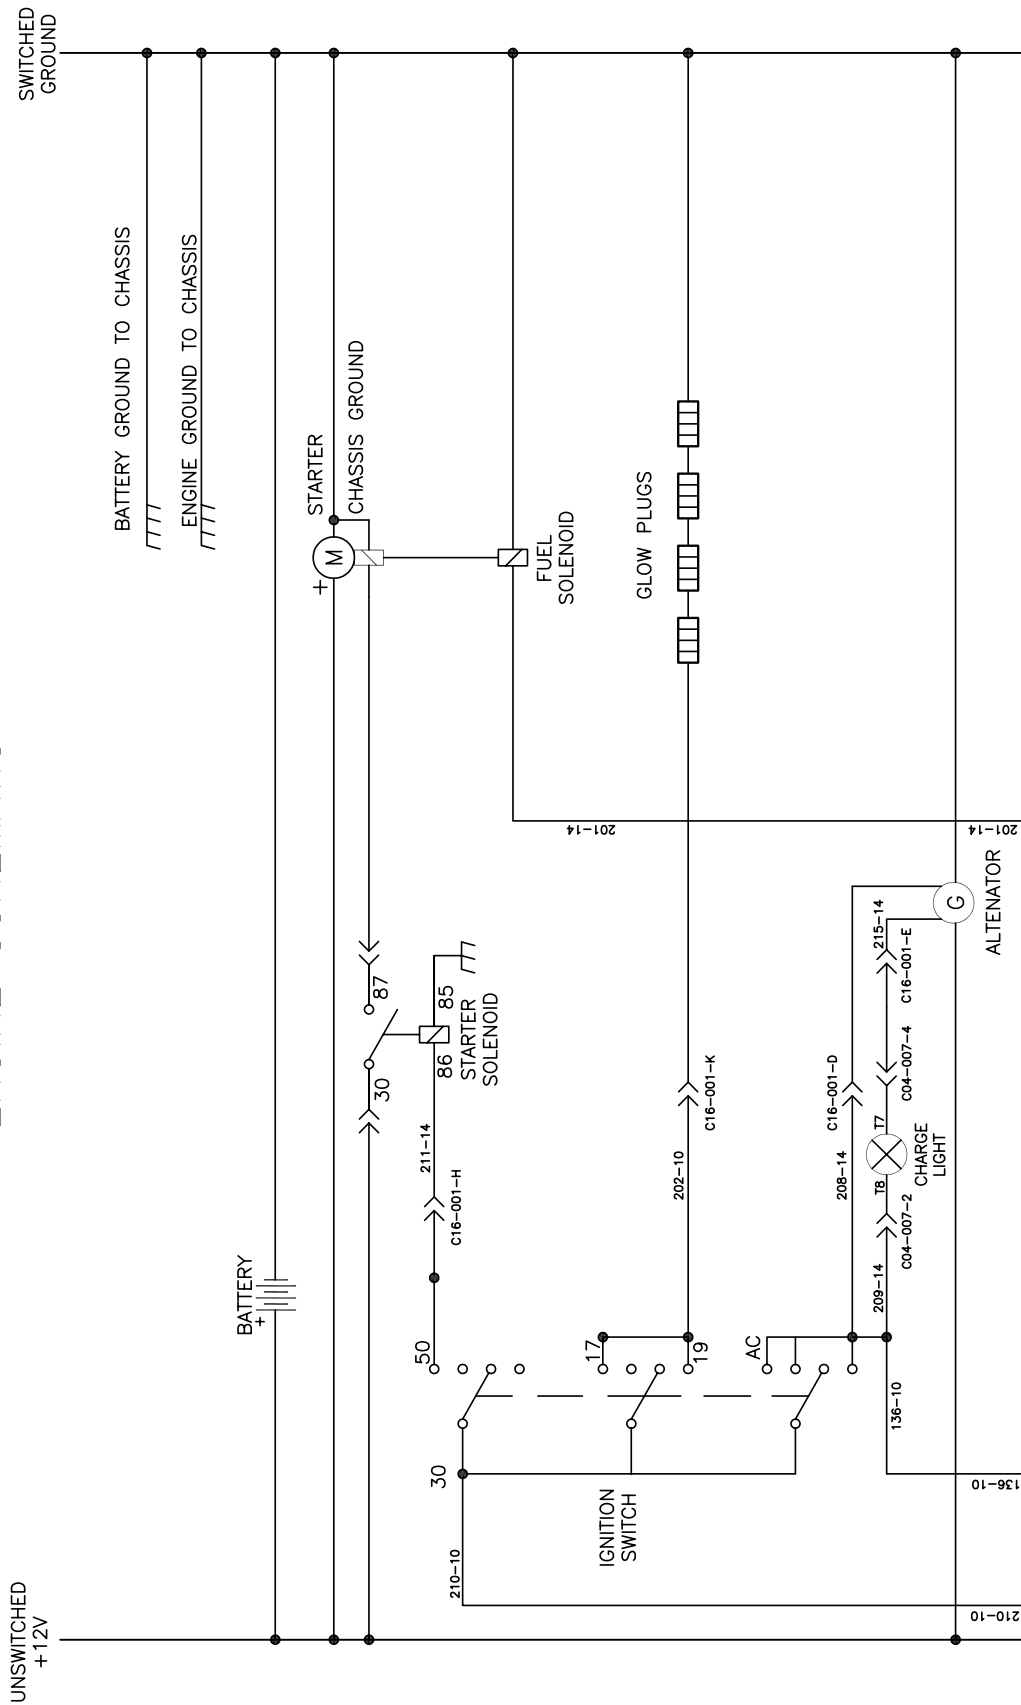 SWITCHED
GROUND
BATTERY GROUND TO CHASSIS
ENGINE GROUND TO CHASSIS
STARTER
CHASSIS GROUND
+
M
FUEL
SOLENOID
GLOW PLUGS
201-14
201-14
ALTENATOR
G
215-14
C16-001-E
87
85
STARTER
SOLENOID
86
30
C04-007-4
C16-001-K
C16-001-D
T7
CHARGE
LIGHT
T8
211-14
C16-001-H
202-10
208-14
C04-007-2
209-14
BATTERY
+
50
17
19
AC
136-10
136-10
30
IGNITION
SWITCH
210-10
210-10
UNSWITCHED
+12V